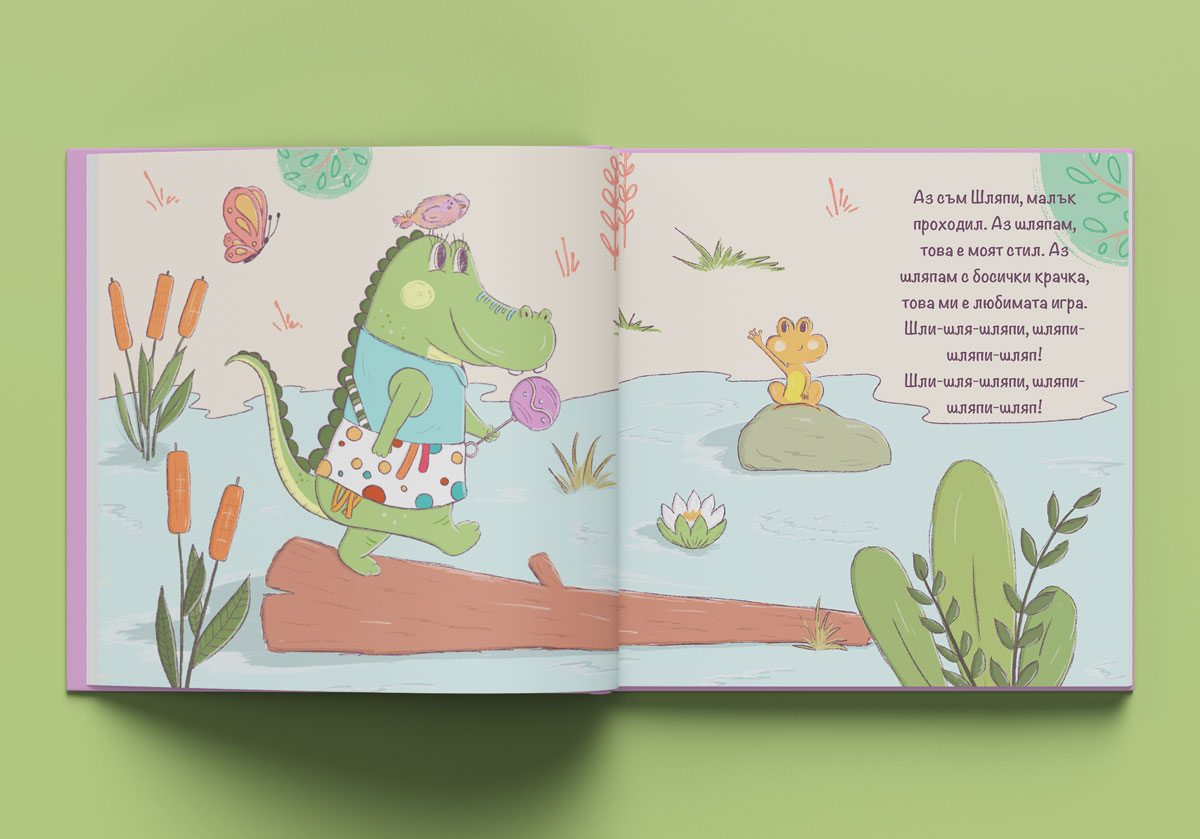 Аз съм Шляпи, малък
проходил. Аз шляпам,
това е моят стил. Аз
шляпам с босички крачка,
това ми е любимата игра.
Шли-шля-шляпи, шляпи-
шляпи-шляп!
Шли-шля-шляпи, шляпи-
шляпи-шляп!